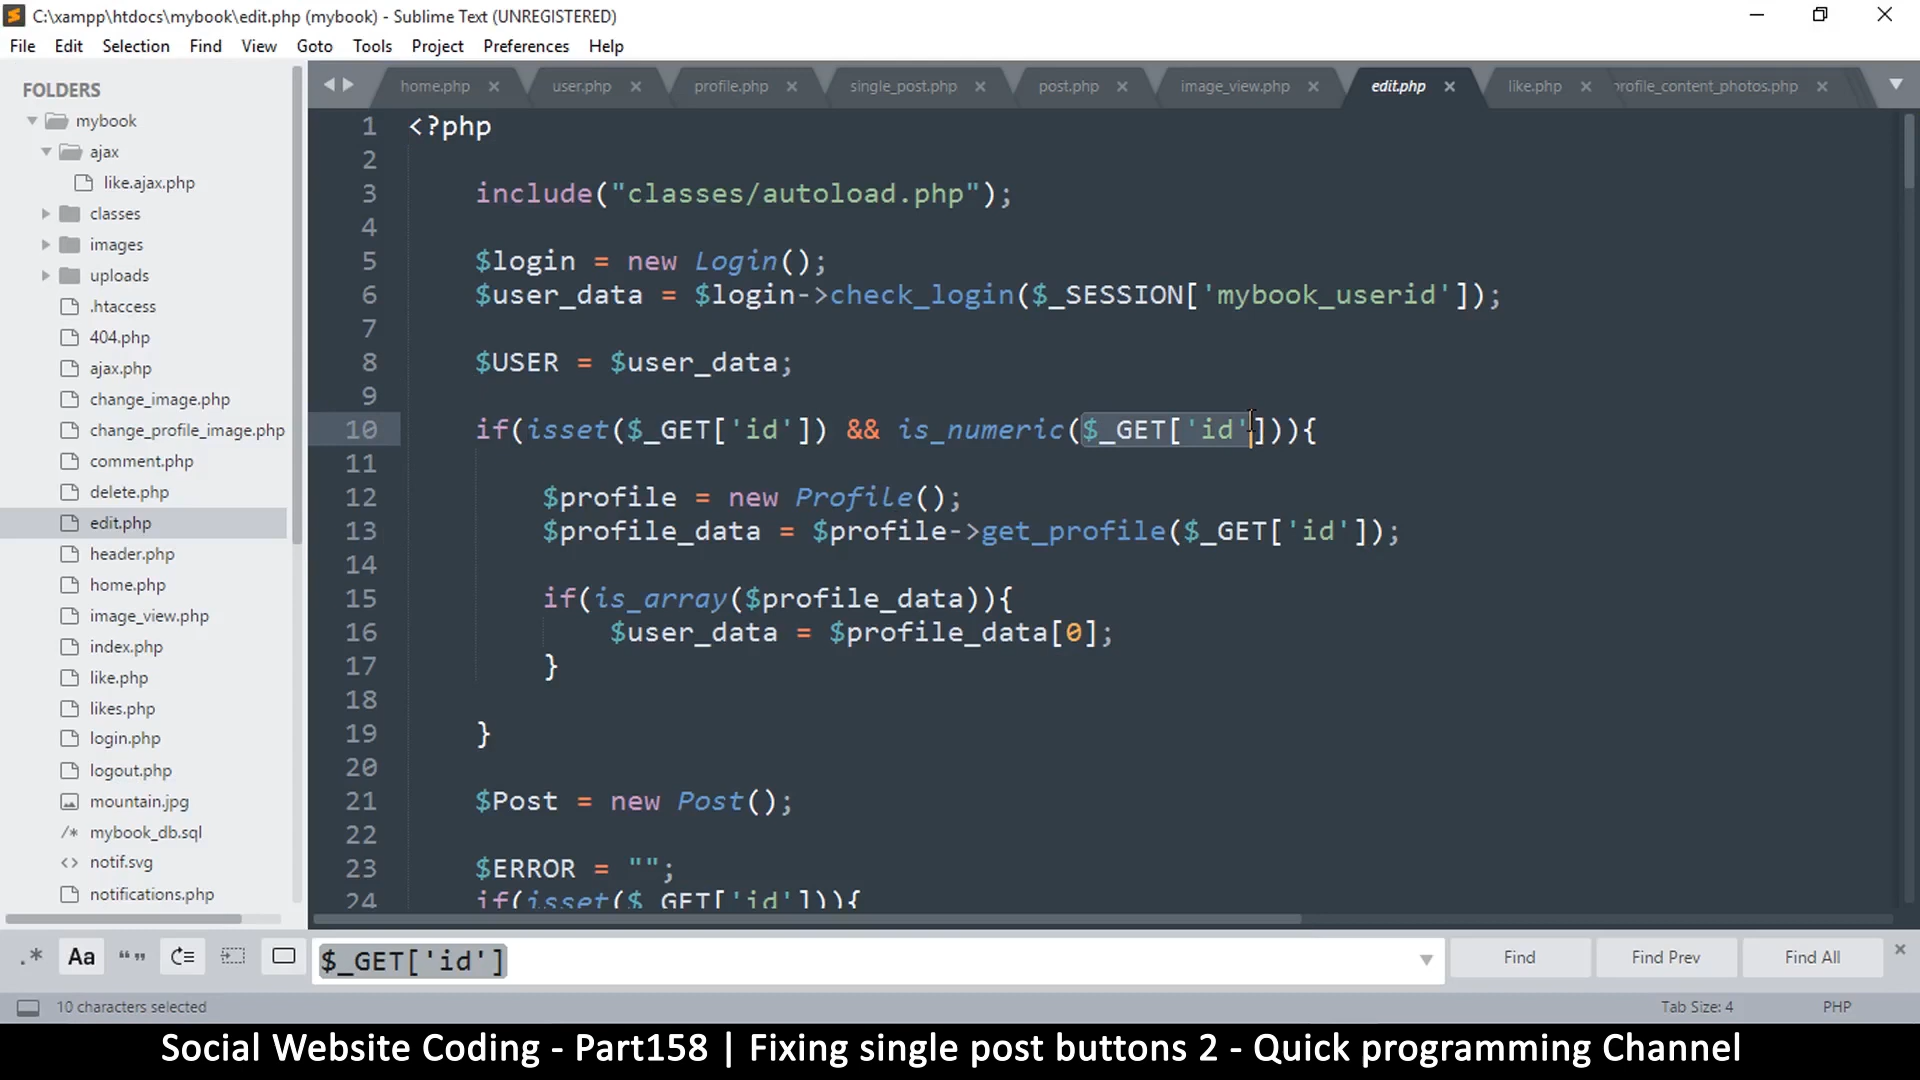 C:\xampp\htdocs\mybook\edit.php (mybook) - Sublime Text (UNREGISTERED)
File Edit Selection Find View Goto Tools Project Preferences Help
FOLDERS
mybook
ajax
like.ajax.php
classes
images
uploads
.htaccess
404.php
ajax.php
change_image.php
change_profile_image.php
comment.php
delete.php
edit.php
header.php
home.php
image_view.php
index.php
like.php
likes.php
login.php
logout.php
mountain.jpg
/* mybook_db.sql
<> notif.svg
notifications.php
home.php user.php profile.php single_post.php post.php image_view.php edit.php like.php profile_content_photos.php
1 <?php
2
3 include("classes/autoload.php");
4
5 $login = new Login();
6 $user_data = $login->check_login($_SESSION['mybook_userid']);
7
8 $USER = $user_data;
9
10 if(isset($_GET['id']) && is_numeric($_GET['id'])){
11
12 $profile = new Profile();
13 $profile_data = $profile->get_profile($_GET['id']);
14
15 if(is_array($profile_data)){
16 $user_data = $profile_data[0];
17 }
18
19 }
20
21 $Post = new Post();
22
23 $ERROR = "";
24 if(isset($_GET['id'])){
.* Aa “ ” $_GET['id'] Find Find Prev Find All
10 characters selected Tab Size: 4 PHP
Social Website Coding - Part158 | Fixing single post buttons 2 - Quick programming Channel